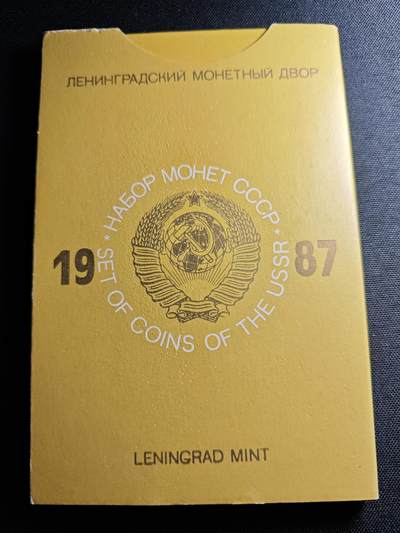 ЛЕНИНГРАДСКИЙ МОНЕТНЫЙ ДВОР
* НАБОР МОНЕТ СССР *
19 87
SET OF COINS OF THE USSR
LENINGRAD MINT